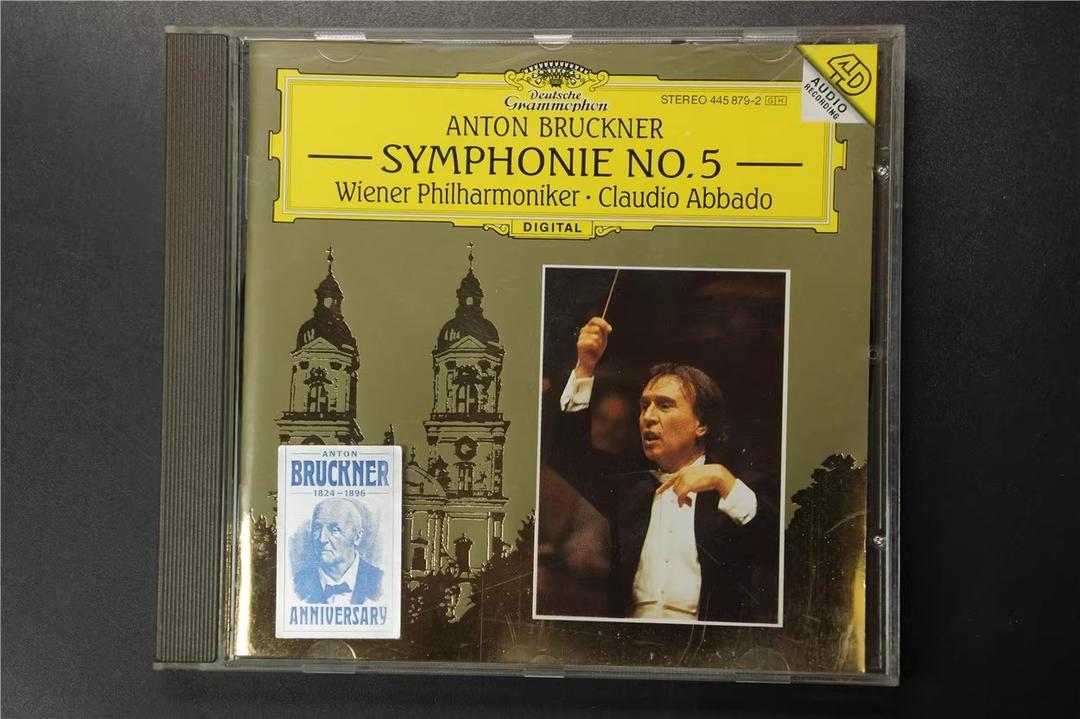 Deutsche
Grammophon
STEREO 445 879-2 GH
4D
AUDIO
RECORDING
ANTON BRUCKNER
SYMPHONIE NO. 5
Wiener Philharmoniker · Claudio Abbado
DIGITAL
ANTON
BRUCKNER
1824 – 1896
ANNIVERSARY